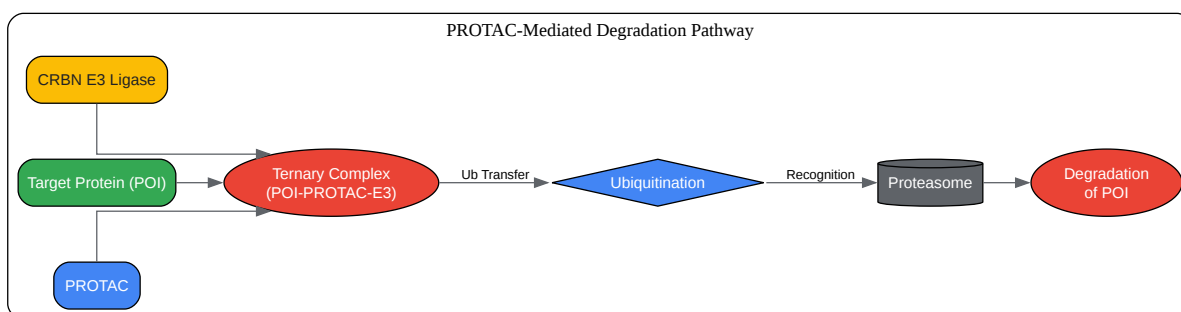 PROTAC-Mediated Degradation Pathway
CRBN E3 Ligase
Target Protein (POI)
PROTAC
Ternary Complex
(POI-PROTAC-E3)
Ub Transfer
Ubiquitination
Recognition
Proteasome
Degradation
of POI